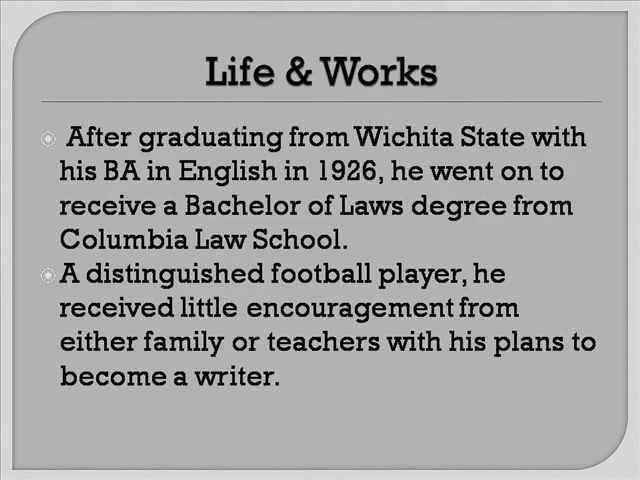 Life & Works
After graduating from Wichita State with
his BA in English in 1926, he went on to
receive a Bachelor of Laws degree from
Columbia Law School.
A distinguished football player, he
received little encouragement from
either family or teachers with his plans to
become a writer.